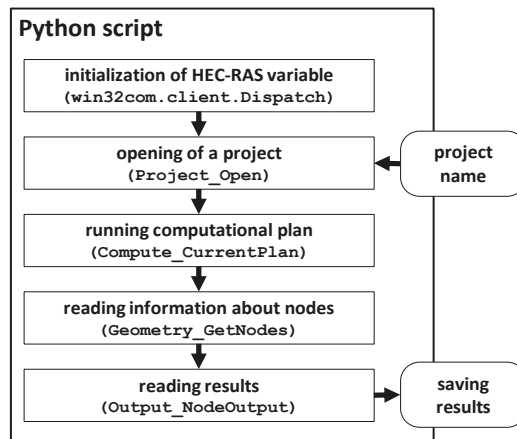 Python script
initialization of HEC-RAS variable
(win32com.client.Dispatch)
opening of a project
(Project_Open)
project
name
running computational plan
(Compute_CurrentPlan)
reading information about nodes
(Geometry_GetNodes)
reading results
(Output_NodeOutput)
saving
results